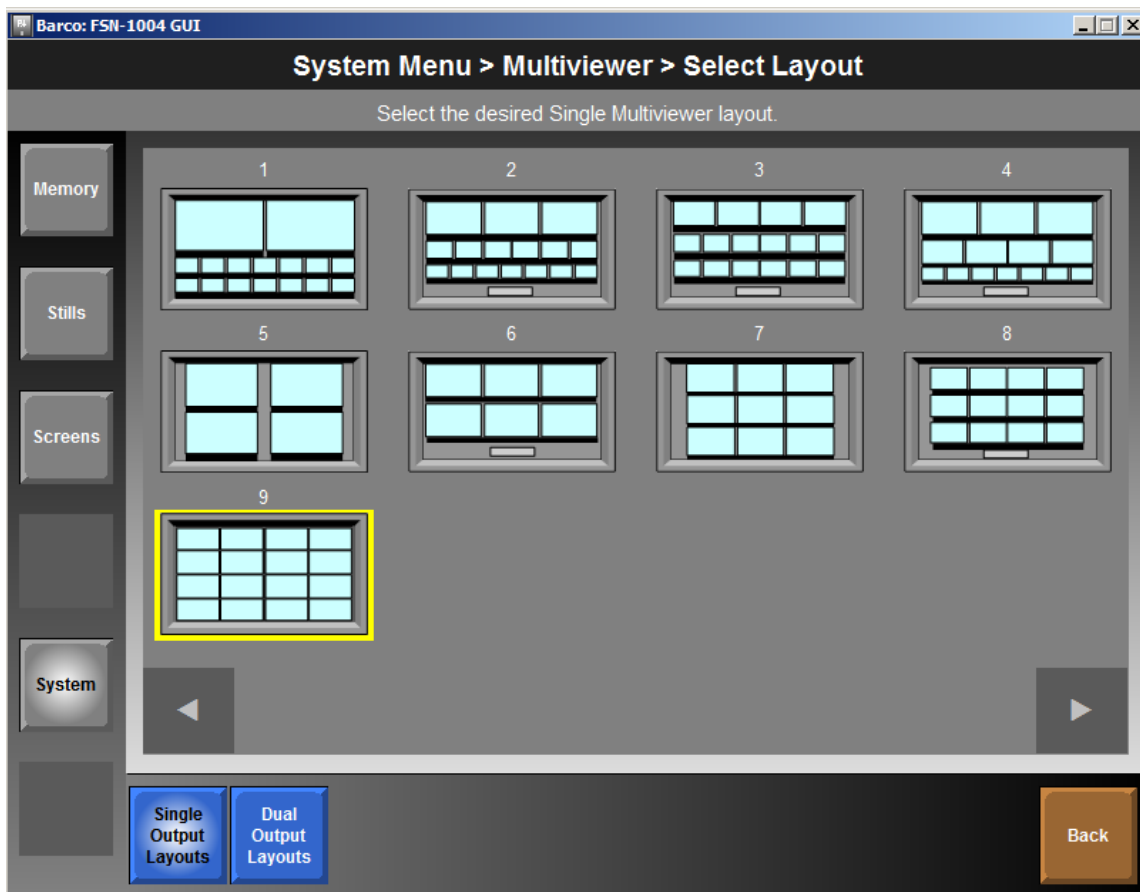 Barco: FSN-1004 GUI
System Menu > Multiviewer > Select Layout
Select the desired Single Multiviewer layout.
Memory
Stills
Screens
System
1
2
3
4
5
6
7
8
9
Single
Output
Layouts
Dual
Output
Layouts
Back